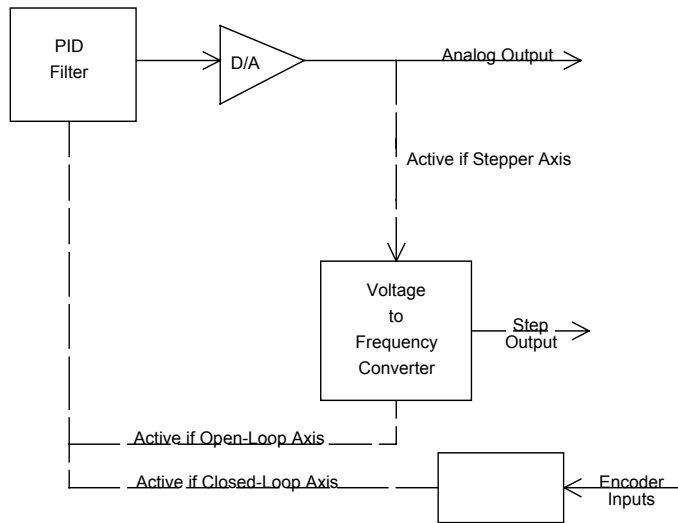 PID
Filter
D/A
Analog Output
Active if Stepper Axis
Voltage
to
Frequency
Converter
Step
Output
Active if Open-Loop Axis
Active if Closed-Loop Axis
Encoder
Inputs